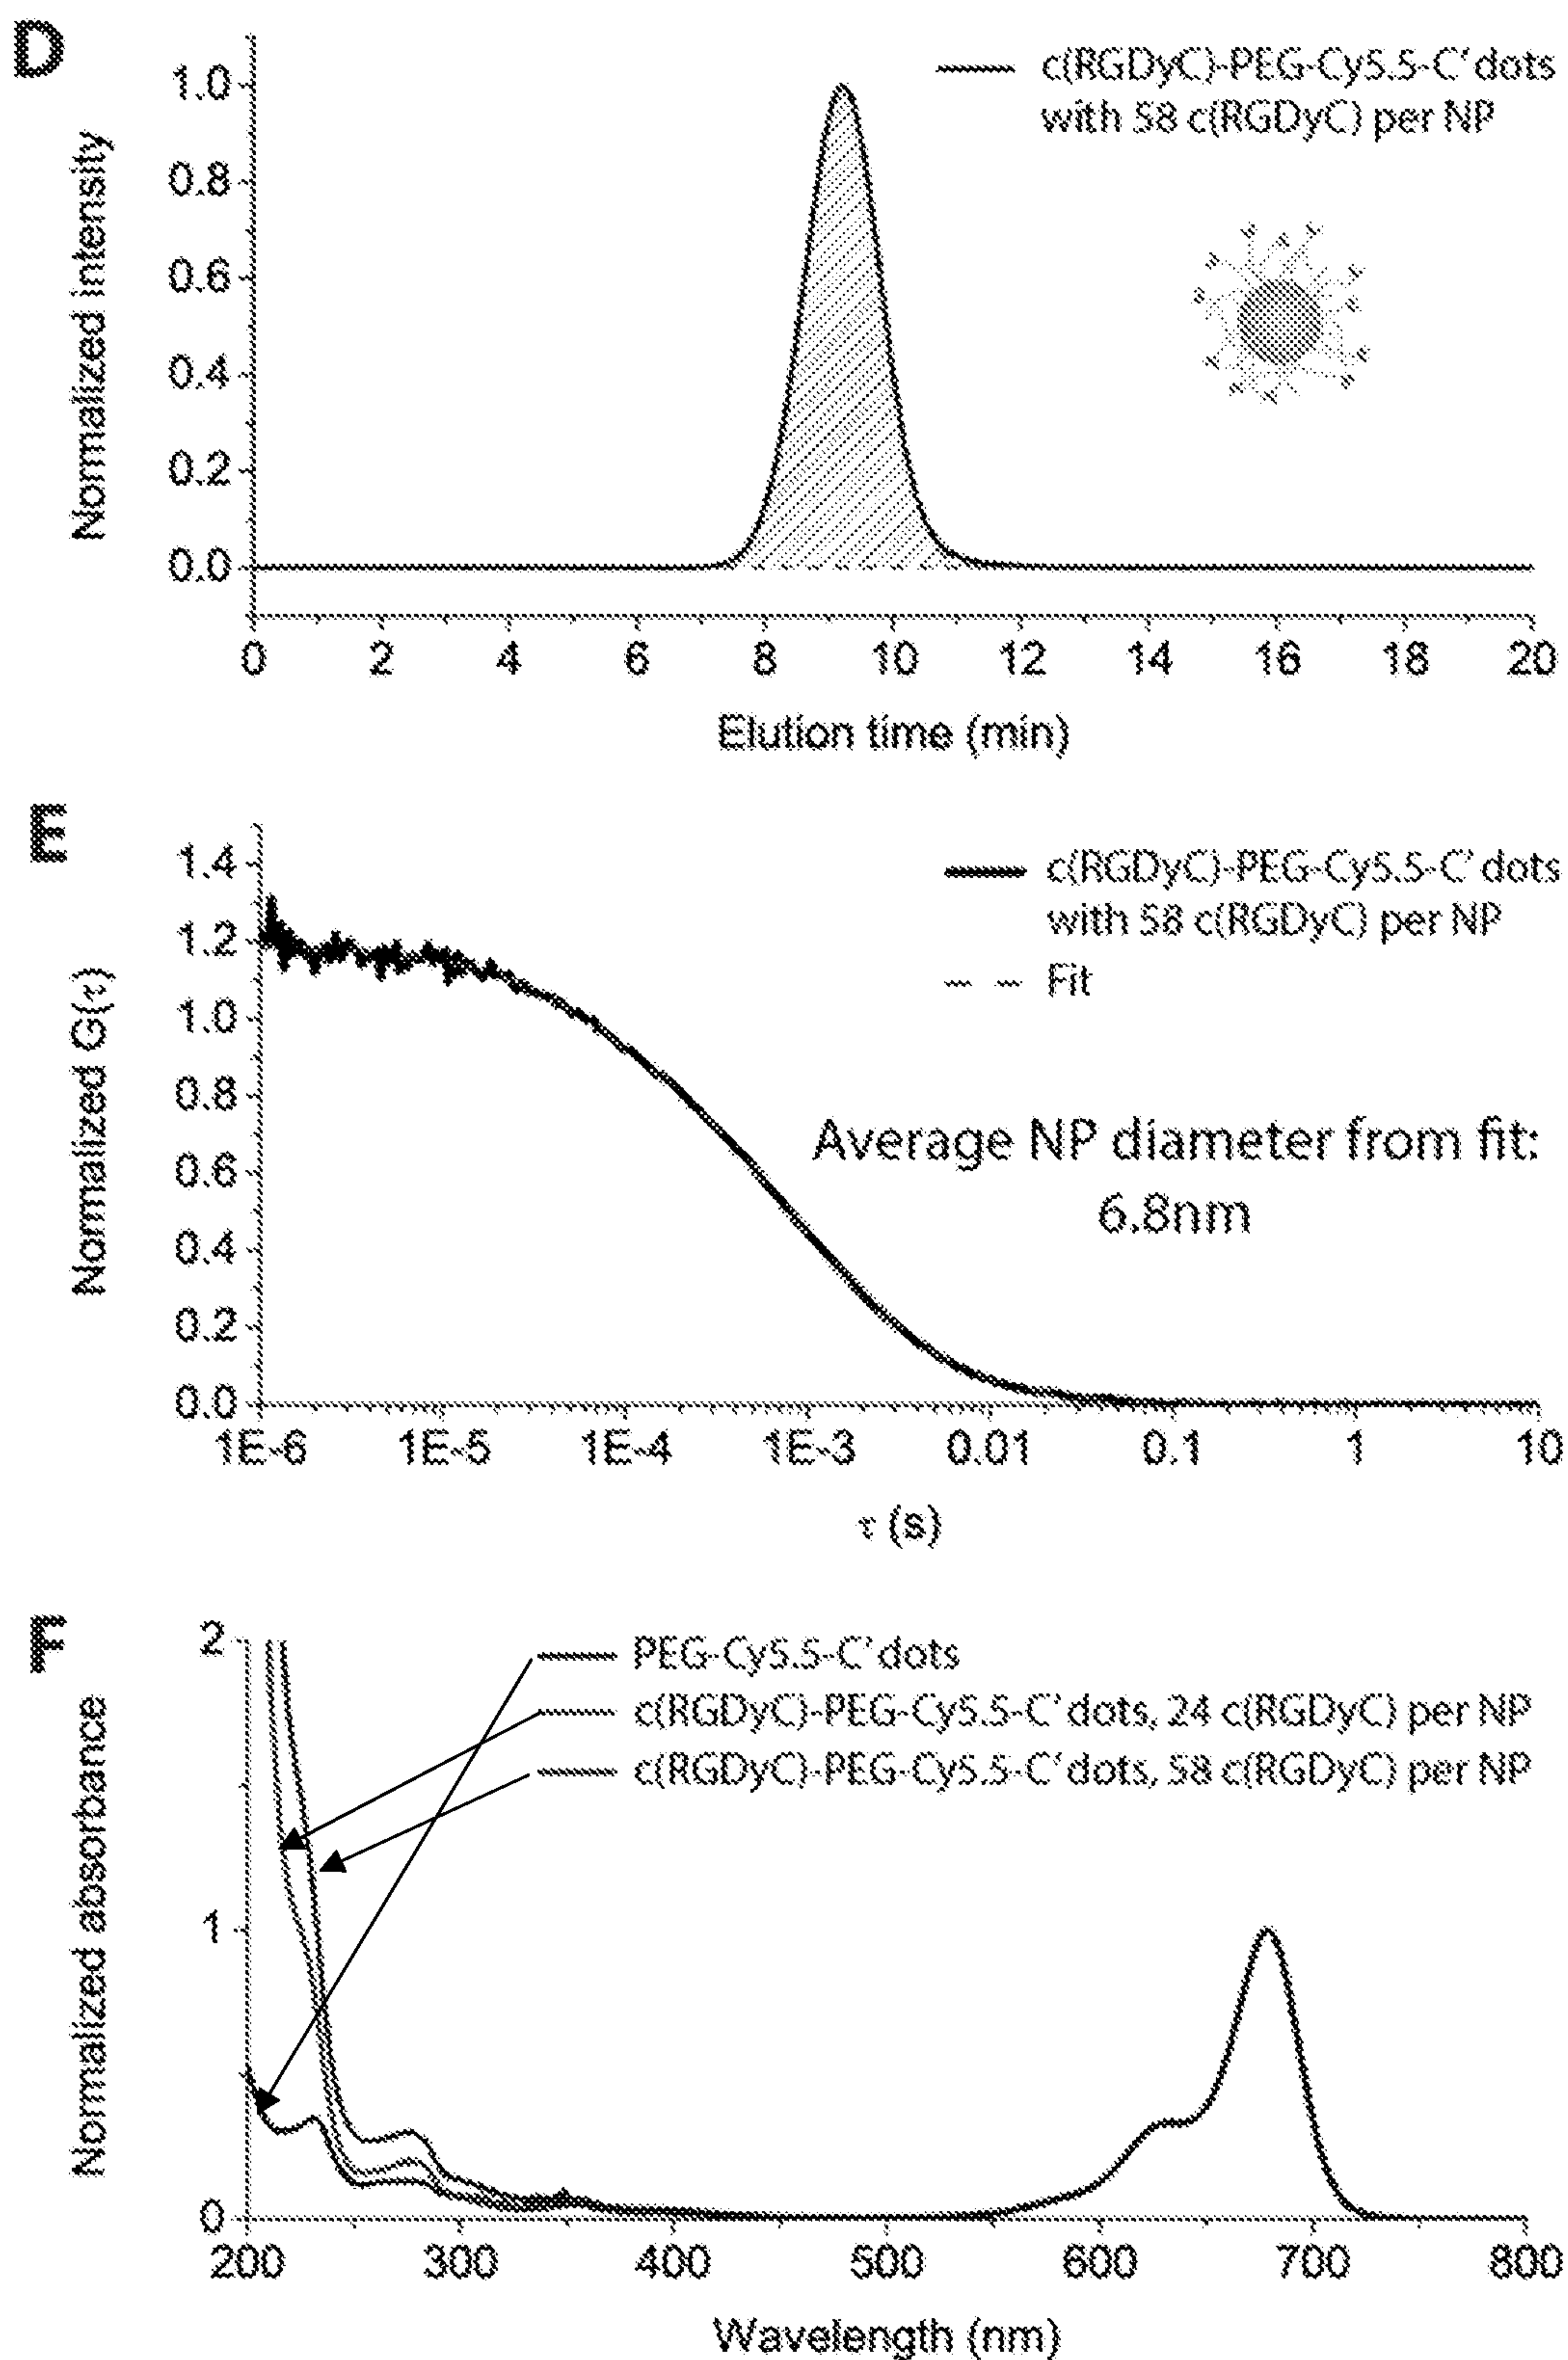 D
c(RGDyC)-PEG-Cy5.5-C'dots
with 58 c(RGDyC) per NP
Normalized intensity
1.0
0.8
0.6
0.4
0.2
0.0
0 2 4 6 8 10 12 14 16 18 20
Elution time (min)
E
c(RGDyC)-PEG-Cy5.5-C'dots
with 58 c(RGDyC) per NP
Fit
Normalized G(τ)
1.4
1.2
1.0
0.8
0.6
0.4
0.2
0.0
Average NP diameter from fit:
6.8nm
1E-6 1E-5 1E-4 1E-3 0.01 0.1 1 10
τ (s)
F
PEG-Cy5.5-C'dots
c(RGDyC)-PEG-Cy5.5-C'dots, 24 c(RGDyC) per NP
c(RGDyC)-PEG-Cy5.5-C'dots, 58 c(RGDyC) per NP
Normalized absorbance
2
1
0
200 300 400 500 600 700 800
Wavelength (nm)